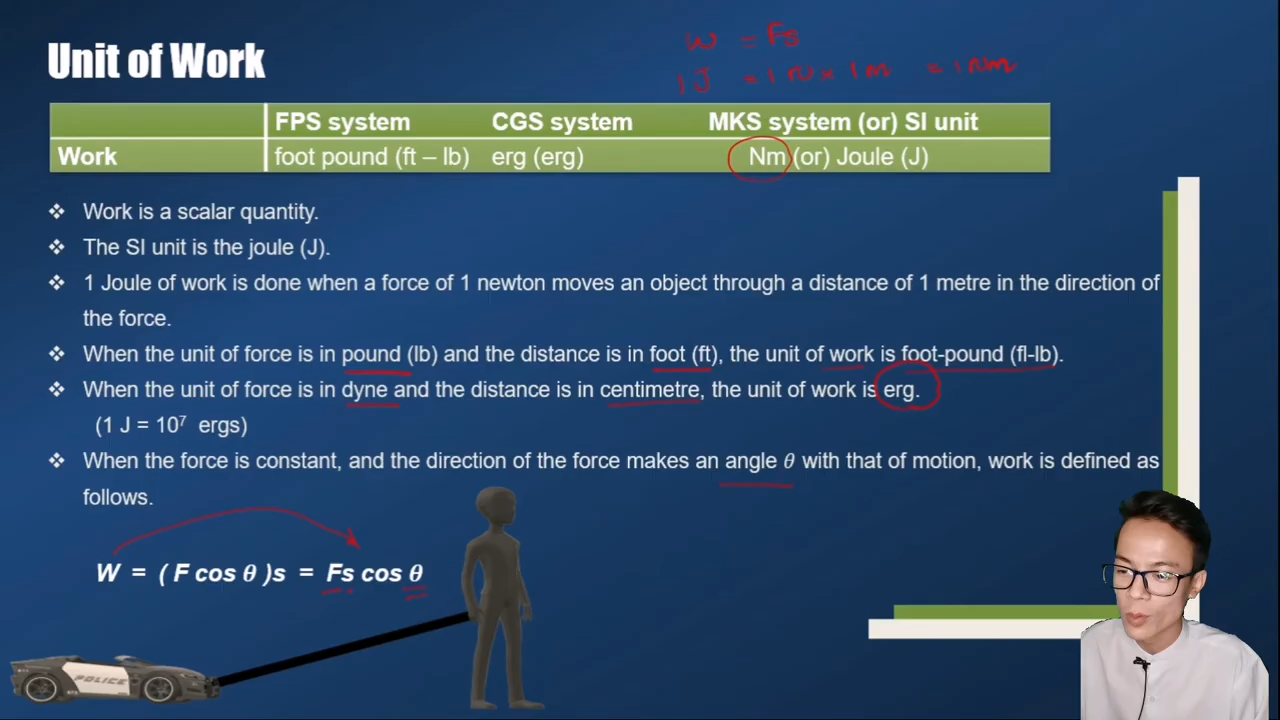 Unit of Work
W = Fs
1 J = 1 N × 1 m = 1 Nm
FPS system CGS system MKS system (or) SI unit
Work foot pound (ft – lb) erg (erg) Nm (or) Joule (J)
❖ Work is a scalar quantity.
❖ The SI unit is the joule (J).
❖ 1 Joule of work is done when a force of 1 newton moves an object through a distance of 1 metre in the direction of
the force.
❖ When the unit of force is in pound (lb) and the distance is in foot (ft), the unit of work is foot-pound (fl-lb).
❖ When the unit of force is in dyne and the distance is in centimetre, the unit of work is erg.
(1 J = 10⁷ ergs)
❖ When the force is constant, and the direction of the force makes an angle θ with that of motion, work is defined as
follows.
W = ( F cos θ )s = Fs cos θ
POLICE